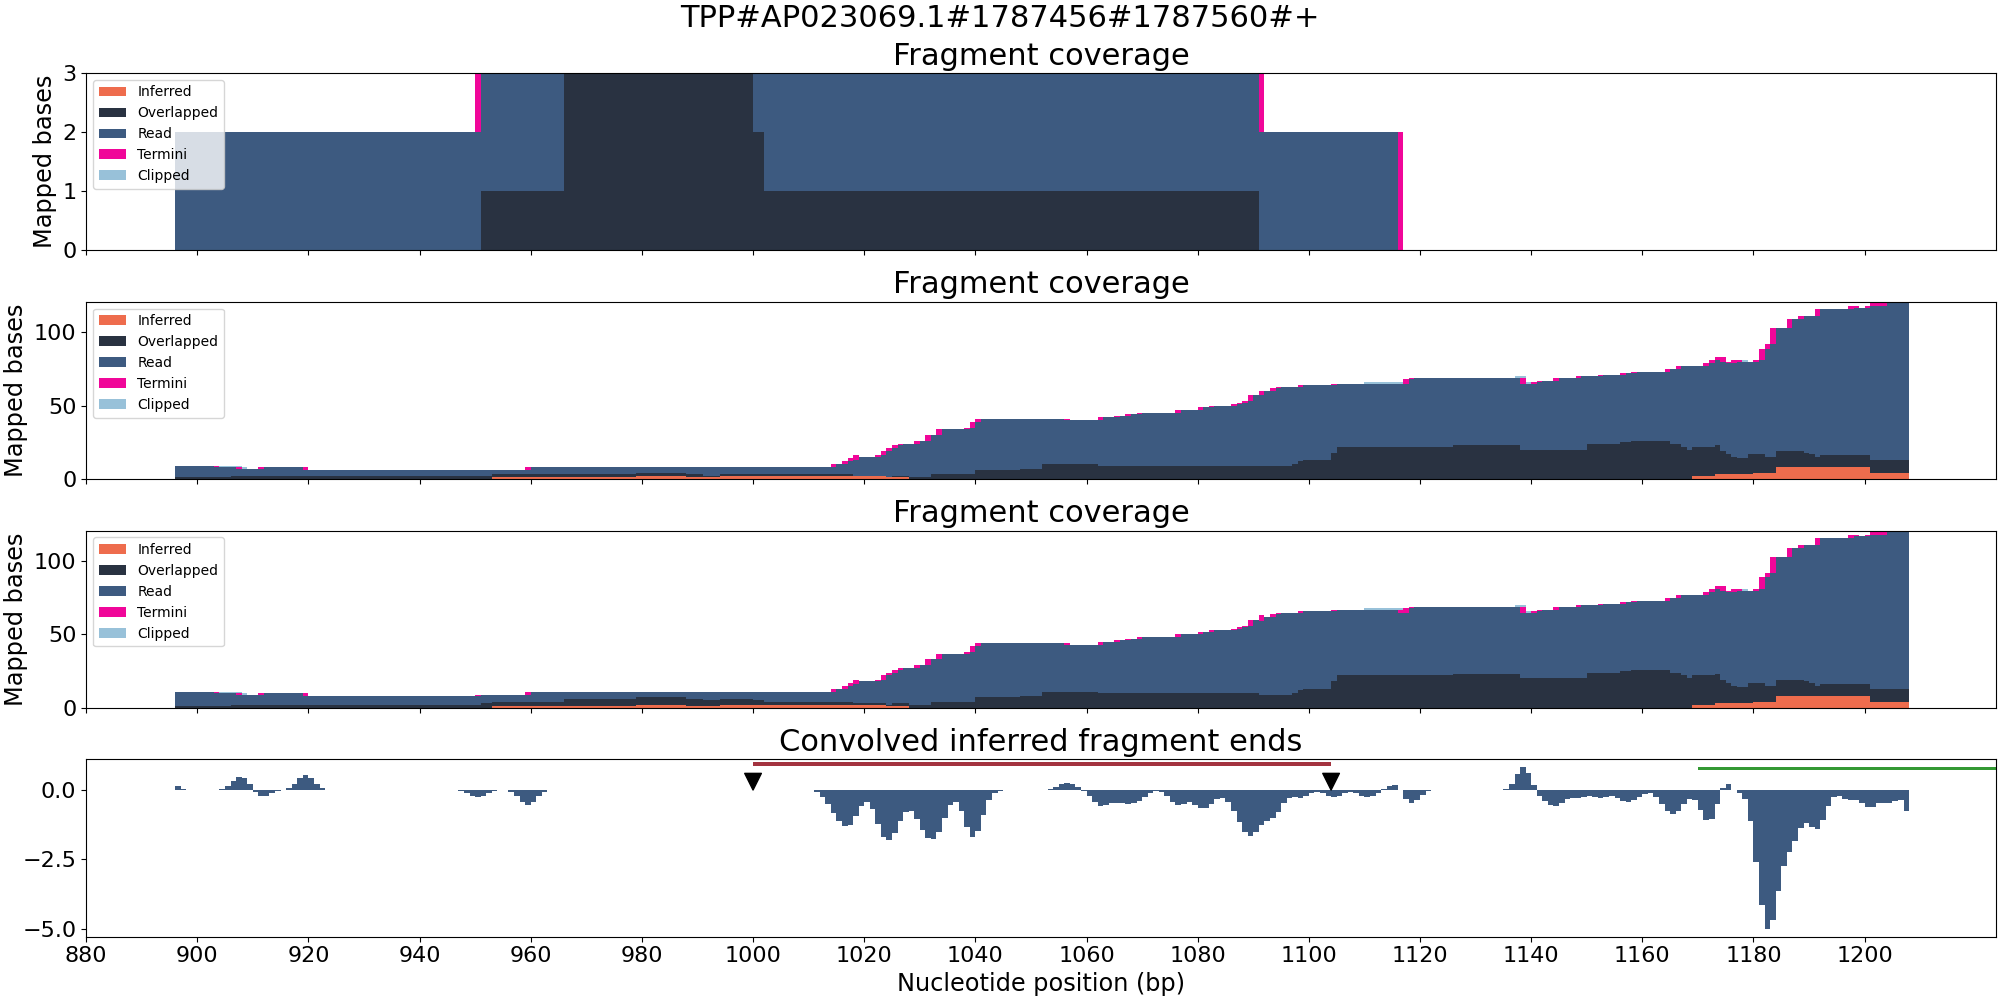 TPP#AP023069.1#1787456#1787560#+
Fragment coverage
Mapped bases
3
2
1
0
Inferred
Overlapped
Read
Termini
Clipped
Fragment coverage
Mapped bases
100
50
0
Inferred
Overlapped
Read
Termini
Clipped
Fragment coverage
Mapped bases
100
50
0
Inferred
Overlapped
Read
Termini
Clipped
Convolved inferred fragment ends
0.0
−2.5
−5.0
880 900 920 940 960 980 1000 1020 1040 1060 1080 1100 1120 1140 1160 1180 1200
Nucleotide position (bp)